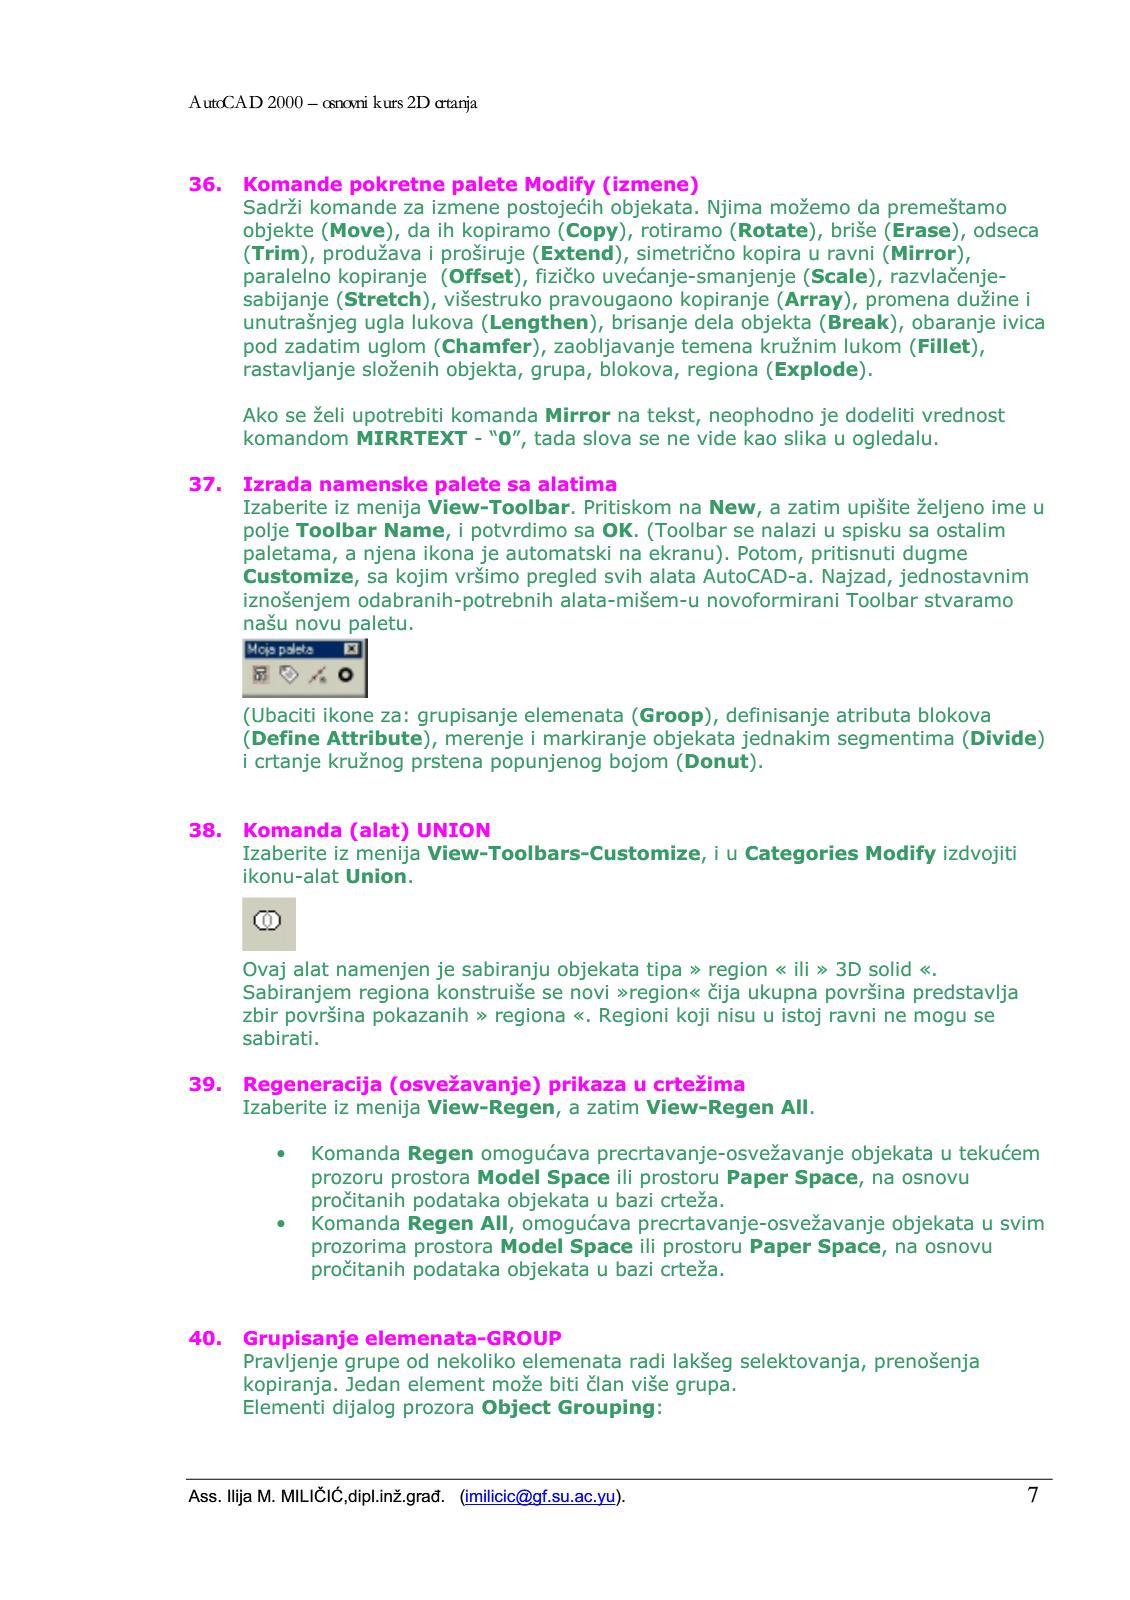 AutoCAD 2000 – osnovni kurs 2D crtanja
36. Komande pokretne palete Modify (izmene)
Sadrži komande za izmene postojećih objekata. Njima možemo da premeštamo
objekte (Move), da ih kopiramo (Copy), rotiramo (Rotate), briše (Erase), odseca
(Trim), produžava i proširuje (Extend), simetrično kopira u ravni (Mirror),
paralelno kopiranje (Offset), fizičko uvećanje-smanjenje (Scale), razvlačenje-
sabijanje (Stretch), višestruko pravougaono kopiranje (Array), promena dužine i
unutrašnjeg ugla lukova (Lengthen), brisanje dela objekta (Break), obaranje ivica
pod zadatim uglom (Chamfer), zaobljavanje temena kružnim lukom (Fillet),
rastavljanje složenih objekta, grupa, blokova, regiona (Explode).
Ako se želi upotrebiti komanda Mirror na tekst, neophodno je dodeliti vrednost
komandom MIRRTEXT - “0”, tada slova se ne vide kao slika u ogledalu.
37. Izrada namenske palete sa alatima
Izaberite iz menija View-Toolbar. Pritiskom na New, a zatim upišite željeno ime u
polje Toolbar Name, i potvrdimo sa OK. (Toolbar se nalazi u spisku sa ostalim
paletama, a njena ikona je automatski na ekranu). Potom, pritisnuti dugme
Customize, sa kojim vršimo pregled svih alata AutoCAD-a. Najzad, jednostavnim
iznošenjem odabranih-potrebnih alata-mišem-u novoformirani Toolbar stvaramo
našu novu paletu.
Moja paleta
(Ubaciti ikone za: grupisanje elemenata (Groop), definisanje atributa blokova
(Define Attribute), merenje i markiranje objekata jednakim segmentima (Divide)
i crtanje kružnog prstena popunjenog bojom (Donut).
38. Komanda (alat) UNION
Izaberite iz menija View-Toolbars-Customize, i u Categories Modify izdvojiti
ikonu-alat Union.
Ovaj alat namenjen je sabiranju objekata tipa » region « ili » 3D solid «.
Sabiranjem regiona konstruiše se novi »region« čija ukupna površina predstavlja
zbir površina pokazanih » regiona «. Regioni koji nisu u istoj ravni ne mogu se
sabirati.
39. Regeneracija (osvežavanje) prikaza u crtežima
Izaberite iz menija View-Regen, a zatim View-Regen All.
• Komanda Regen omogućava precrtavanje-osvežavanje objekata u tekućem
prozoru prostora Model Space ili prostoru Paper Space, na osnovu
pročitanih podataka objekata u bazi crteža.
• Komanda Regen All, omogućava precrtavanje-osvežavanje objekata u svim
prozorima prostora Model Space ili prostoru Paper Space, na osnovu
pročitanih podataka objekata u bazi crteža.
40. Grupisanje elemenata-GROUP
Pravljenje grupe od nekoliko elemenata radi lakšeg selektovanja, prenošenja
kopiranja. Jedan element može biti član više grupa.
Elementi dijalog prozora Object Grouping:
Ass. Ilija M. MILIČIĆ,dipl.inž.građ. (imilicic@gf.su.ac.yu). 7